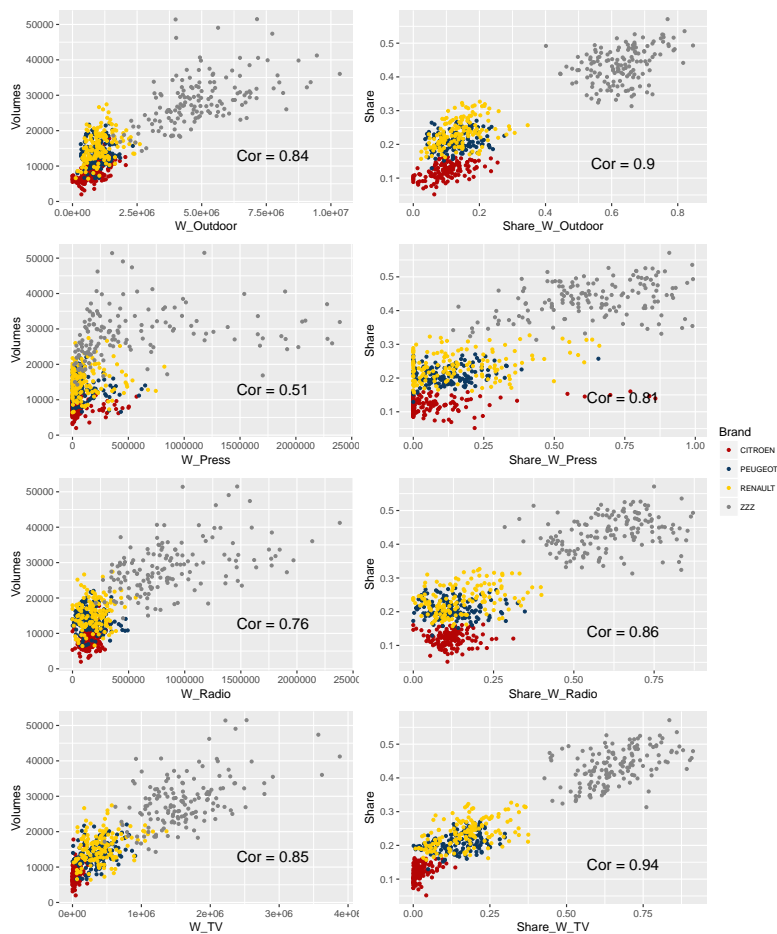 50000
40000
30000
20000
10000
0
Volumes
Cor = 0.84
0.0e+00 2.5e+06 5.0e+06 7.5e+06 1.0e+07
W_Outdoor
0.5
0.4
0.3
0.2
0.1
Share
Cor = 0.9
0.0 0.2 0.4 0.6 0.8
Share_W_Outdoor
50000
40000
30000
20000
10000
0
Volumes
Cor = 0.51
0 500000 1000000 1500000 2000000 25000
W_Press
0.5
0.4
0.3
0.2
0.1
Share
Cor = 0.81
0.00 0.25 0.50 0.75 1.00
Share_W_Press
Brand
CITROEN
PEUGEOT
RENAULT
ZZZ
50000
40000
30000
20000
10000
0
Volumes
Cor = 0.76
0 500000 1000000 1500000 2000000 25000
W_Radio
0.5
0.4
0.3
0.2
0.1
Share
Cor = 0.86
0.00 0.25 0.50 0.75
Share_W_Radio
50000
40000
30000
20000
10000
0
Volumes
Cor = 0.85
0e+00 1e+06 2e+06 3e+06 4e+0
W_TV
0.5
0.4
0.3
0.2
0.1
Share
Cor = 0.94
0.00 0.25 0.50 0.75
Share_W_TV